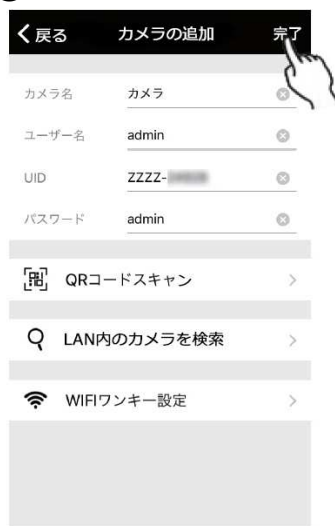 戻る カメラの追加 完了
カメラ名 カメラ
ユーザー名 admin
UID ZZZZ-
パスワード admin
QRコードスキャン
LAN内のカメラを検索
WIFIワンキー設定